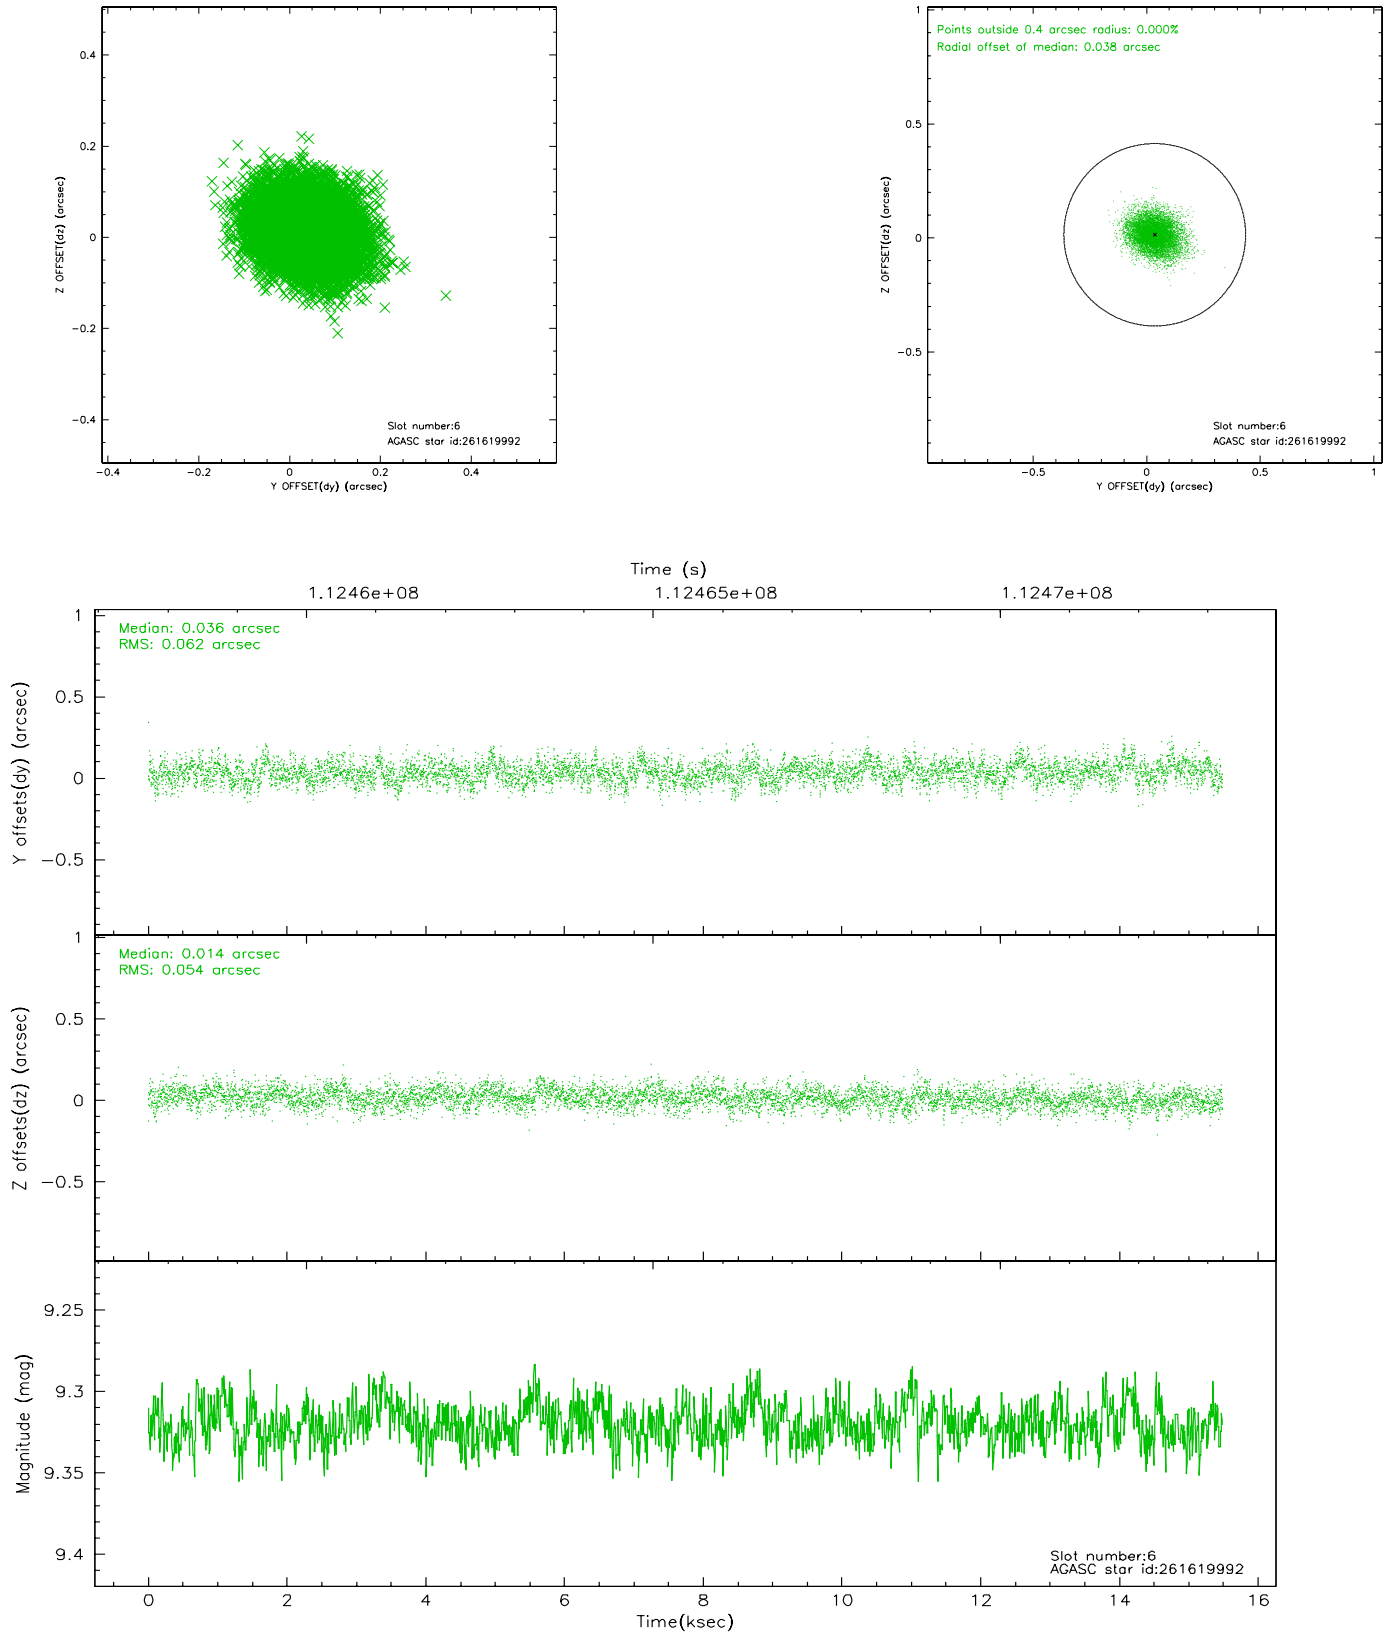 0.4
0.2
0
−0.2
−0.4
Z OFFSET(dz) (arcsec)
Slot number:6
AGASC star id:261619992
−0.4 −0.2 0 0.2 0.4
Y OFFSET(dy) (arcsec)
Points outside 0.4 arcsec radius: 0.000%
Radial offset of median: 0.038 arcsec
1
0.5
0
−0.5
Z OFFSET(dz) (arcsec)
Slot number:6
AGASC star id:261619992
−0.5 0 0.5 1
Y OFFSET(dy) (arcsec)
Time (s)
1.1246e+08 1.12465e+08 1.1247e+08
Median: 0.036 arcsec
RMS: 0.062 arcsec
1
0.5
0
−0.5
Y offsets(dy) (arcsec)
Median: 0.014 arcsec
RMS: 0.054 arcsec
1
0.5
0
−0.5
Z offsets(dz) (arcsec)
9.25
9.3
9.35
9.4
Magnitude (mag)
Slot number:6
AGASC star id:261619992
0 2 4 6 8 10 12 14 16
Time(ksec)